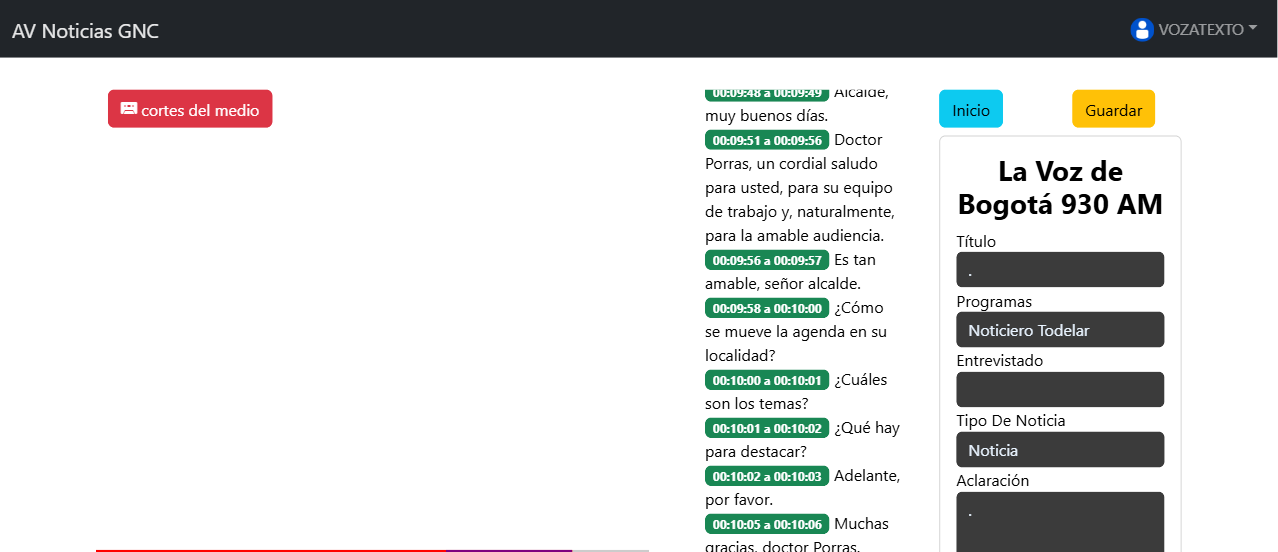 AV Noticias GNC
VOZATEXTO
cortes del medio
00:09:48 a 00:09:49 Alcalde,
muy buenos días.
00:09:51 a 00:09:56 Doctor
Porras, un cordial saludo
para usted, para su equipo
de trabajo y, naturalmente,
para la amable audiencia.
00:09:56 a 00:09:57 Es tan
amable, señor alcalde.
00:09:58 a 00:10:00 ¿Cómo
se mueve la agenda en su
localidad?
00:10:00 a 00:10:01 ¿Cuáles
son los temas?
00:10:01 a 00:10:02 ¿Qué hay
para destacar?
00:10:02 a 00:10:03 Adelante,
por favor.
00:10:05 a 00:10:06 Muchas
gracias, doctor Porras.
Inicio
Guardar
La Voz de
Bogotá 930 AM
Título
.
Programas
Noticiero Todelar
Entrevistado
Tipo De Noticia
Noticia
Aclaración
.